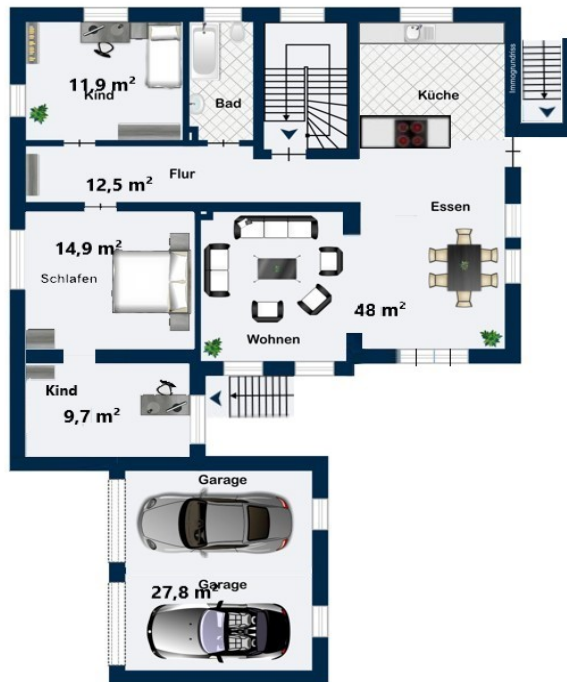 11,9 m²
Kind
Bad
Küche
Immogrundriss
Flur
12,5 m²
Essen
14,9 m²
Schlafen
48 m²
Wohnen
Kind
9,7 m²
Garage
Garage
27,8 m²